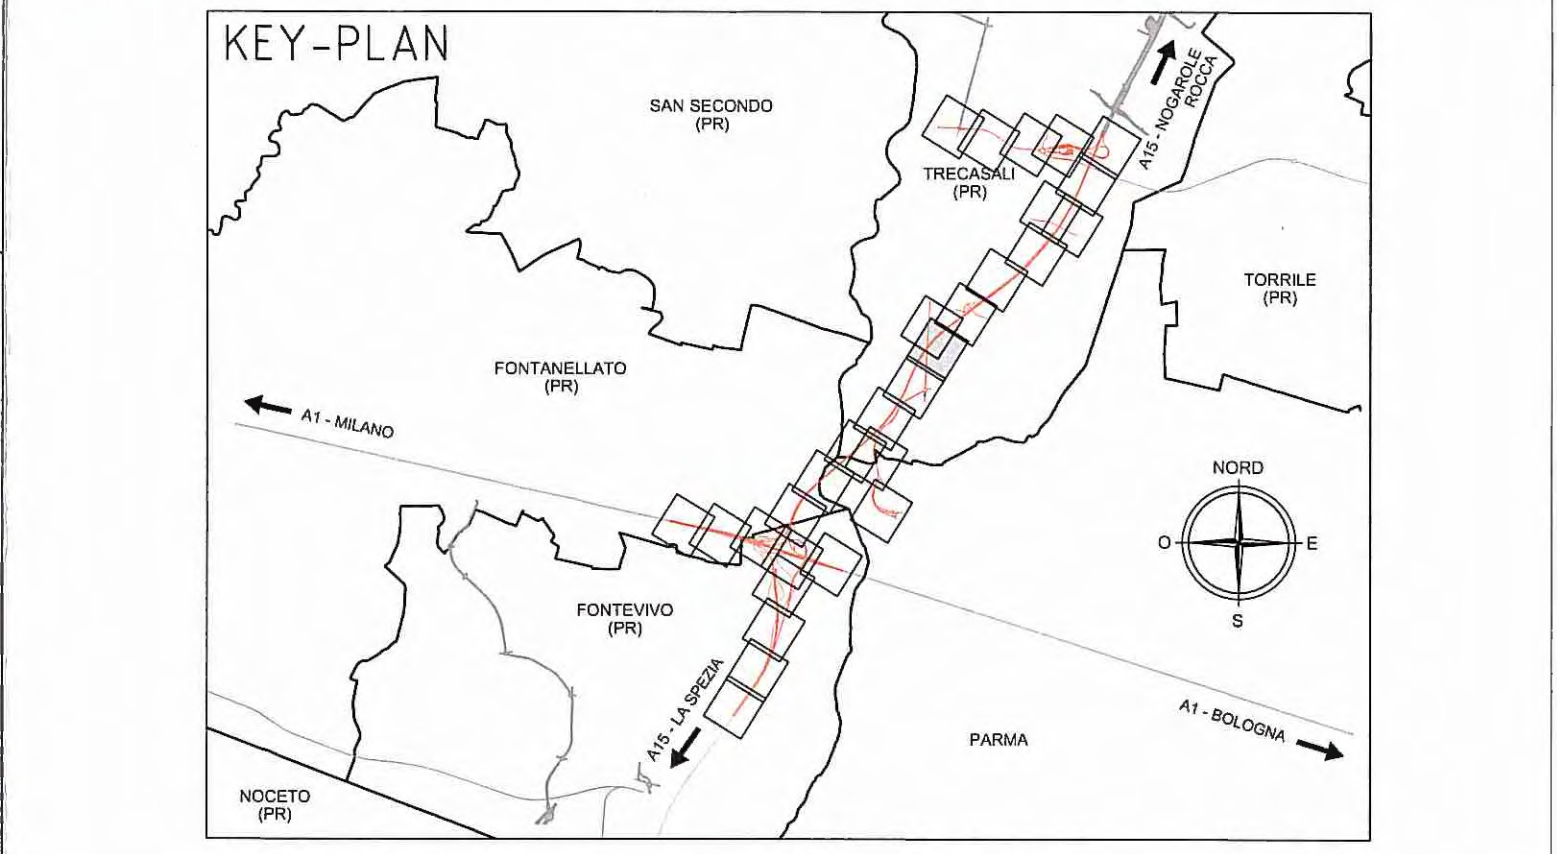 KEY-PLAN
SAN SECONDO
(PR)
A15 - NOGAROLE
ROCCA
TRECASALI
(PR)
TORRILE
(PR)
FONTANELLATO
(PR)
A1 - MILANO
NORD
O
E
S
FONTEVIVO
(PR)
A15 - LA SPEZIA
A1 - BOLOGNA
PARMA
NOCETO
(PR)